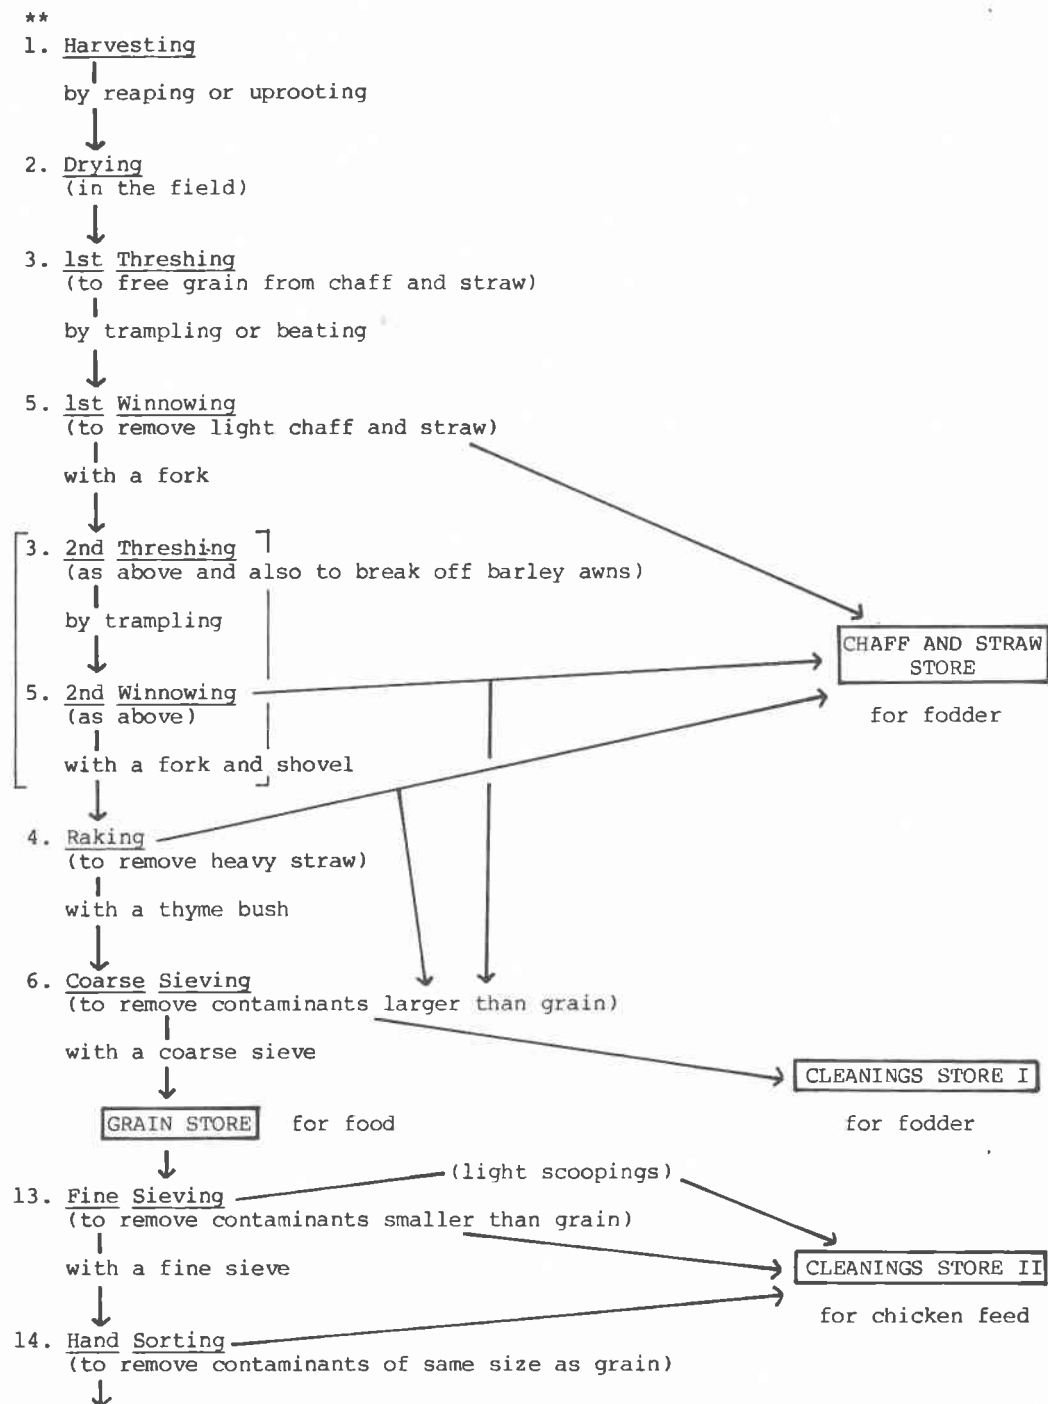 **
1. Harvesting
by reaping or uprooting
2. Drying
(in the field)
3. 1st Threshing
(to free grain from chaff and straw)
by trampling or beating
5. 1st Winnowing
(to remove light chaff and straw)
with a fork
3. 2nd Threshing
(as above and also to break off barley awns)
by trampling
CHAFF AND STRAW
STORE
for fodder
5. 2nd Winnowing
(as above)
with a fork and shovel
4. Raking
(to remove heavy straw)
with a thyme bush
6. Coarse Sieving
(to remove contaminants larger than grain)
with a coarse sieve
CLEANINGS STORE I
for fodder
GRAIN STORE for food
(light scoopings)
13. Fine Sieving
(to remove contaminants smaller than grain)
with a fine sieve
CLEANINGS STORE II
for chicken feed
14. Hand Sorting
(to remove contaminants of same size as grain)